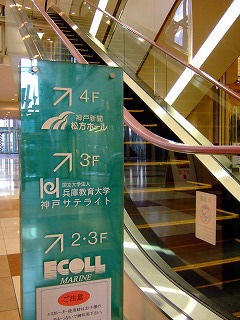 4F
神戸新聞
松方ホール
3F
国立大学法人
兵庫教育大学
神戸サテライト
2・3F
ECOLL
MARINE
ご注意